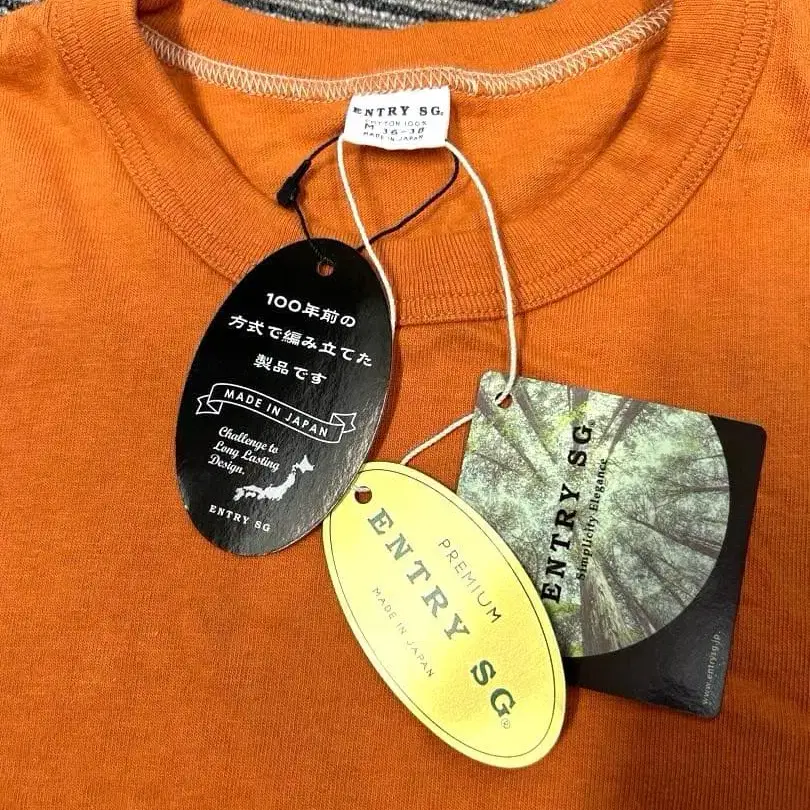 ENTRY SG®
COTTON 100%
M 36-38
MADE IN JAPAN
100年前の
方式で編み立てた
製品です
MADE IN JAPAN
Challenge to
Long Lasting
Design.
ENTRY SG
PREMIUM
ENTRY SG®
MADE IN JAPAN
ENTRY SG®
Simplicity Elegance
www.entrysg.jp